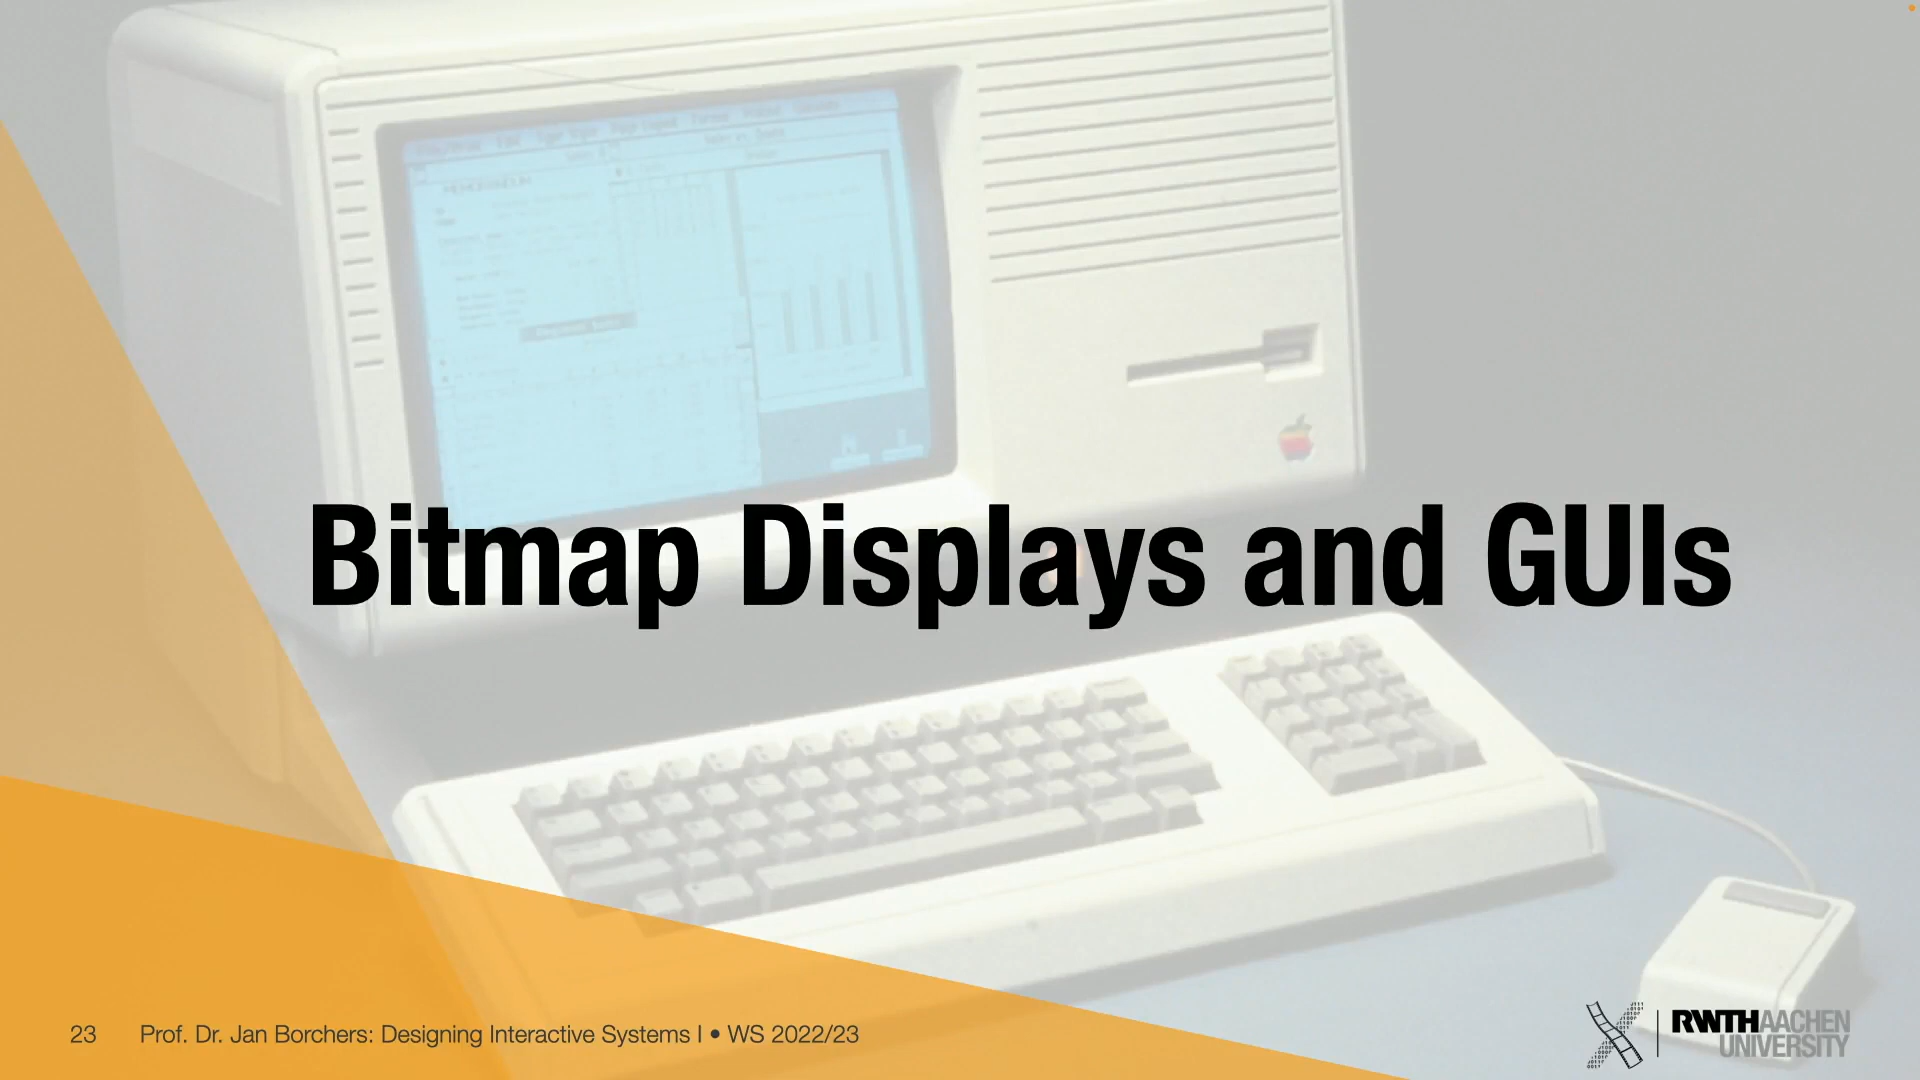 Bitmap Displays and GUIs
23 Prof. Dr. Jan Borchers: Designing Interactive Systems I • WS 2022/23
RWTHAACHEN
UNIVERSITY